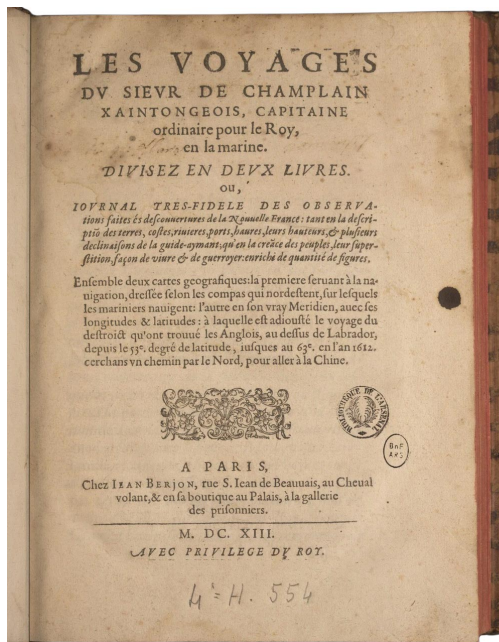 LES VOYAGES
DV SIEVR DE CHAMPLAIN
XAINTONGEOIS, CAPITAINE
ordinaire pour le Roy,
en la marine.
DIVISEZ EN DEVX LIVRES.
ou,
IOVRNAL TRES-FIDELE DES OBSERVA-
tions faites és descouuertures de la Nouuelle France: tant en la descri-
ptiō des terres, costes, riuieres, ports, haures, leurs hauteurs, & plusieurs
declinaisons de la guide-aymant; qu'en la creāce des peuples, leur super-
stition, façon de viure & de guerroyer: enrichi de quantité de figures.
Ensemble deux cartes geografiques: la premiere seruant à la na-
uigation, dressée selon les compas qui nordestent, sur lesquels
les mariniers nauigent: l'autre en son vray Meridien, auec ses
longitudes & latitudes: à laquelle est adiousté le voyage du
destroict qu'ont trouué les Anglois, au dessus de Labrador,
depuis le 53e. degré de latitude, iusques au 63e. en l'an 1612.
cerchans vn chemin par le Nord, pour aller à la Chine.
BIBLIOTHEQUE DE L'ARSENAL
BnF
ARS
A PARIS,
Chez IEAN BERJON, rue S. Iean de Beauuais, au Cheual
volant, & en sa boutique au Palais, à la gallerie
des prisonniers.
M. DC. XIII.
AVEC PRIVILEGE DV ROY.
4° H. 554